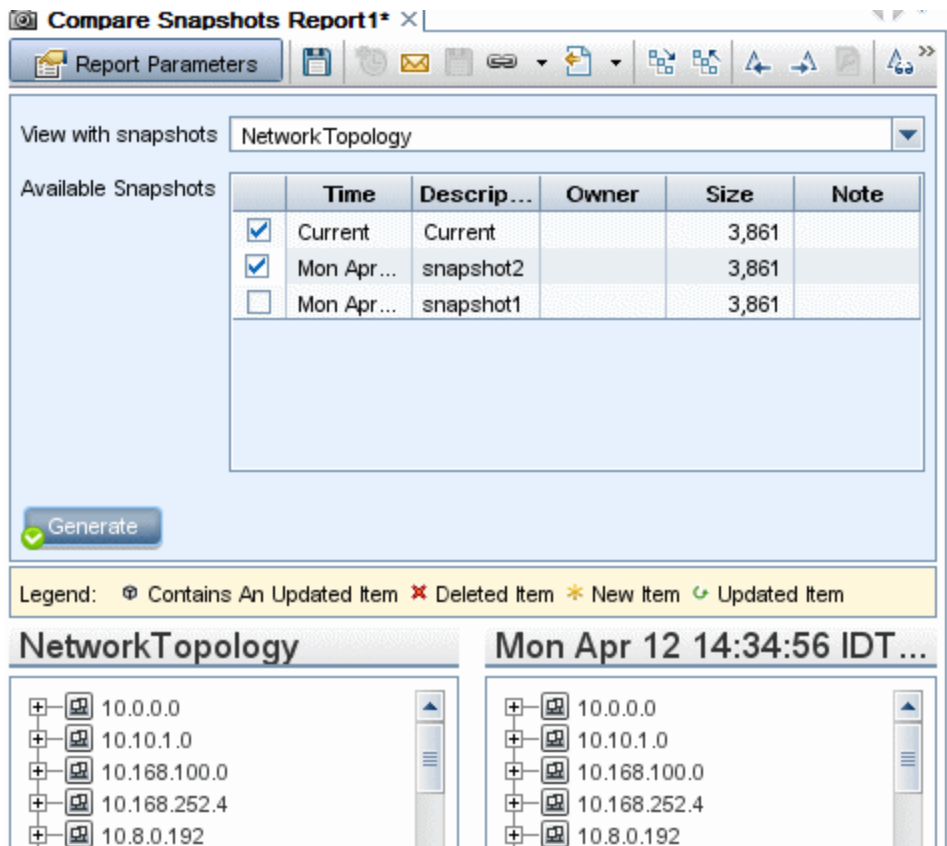 Compare Snapshots Report1*
Report Parameters
View with snapshots NetworkTopology
Available Snapshots
Time Descrip... Owner Size Note
Current Current 3,861
Mon Apr... snapshot2 3,861
Mon Apr... snapshot1 3,861
Generate
Legend: Contains An Updated Item Deleted Item New Item Updated Item
NetworkTopology Mon Apr 12 14:34:56 IDT...
10.0.0.0 10.0.0.0
10.10.1.0 10.10.1.0
10.168.100.0 10.168.100.0
10.168.252.4 10.168.252.4
10.8.0.192 10.8.0.192